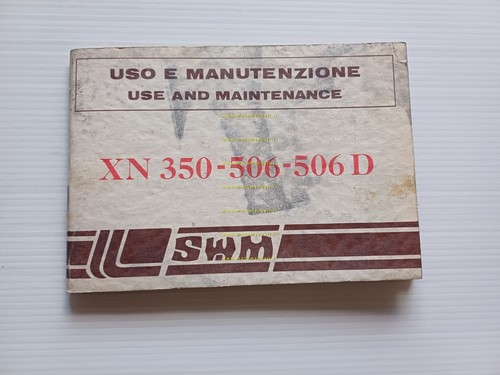 USO E MANUTENZIONE
USE AND MAINTENANCE
XN 350-506-506 D
SWM